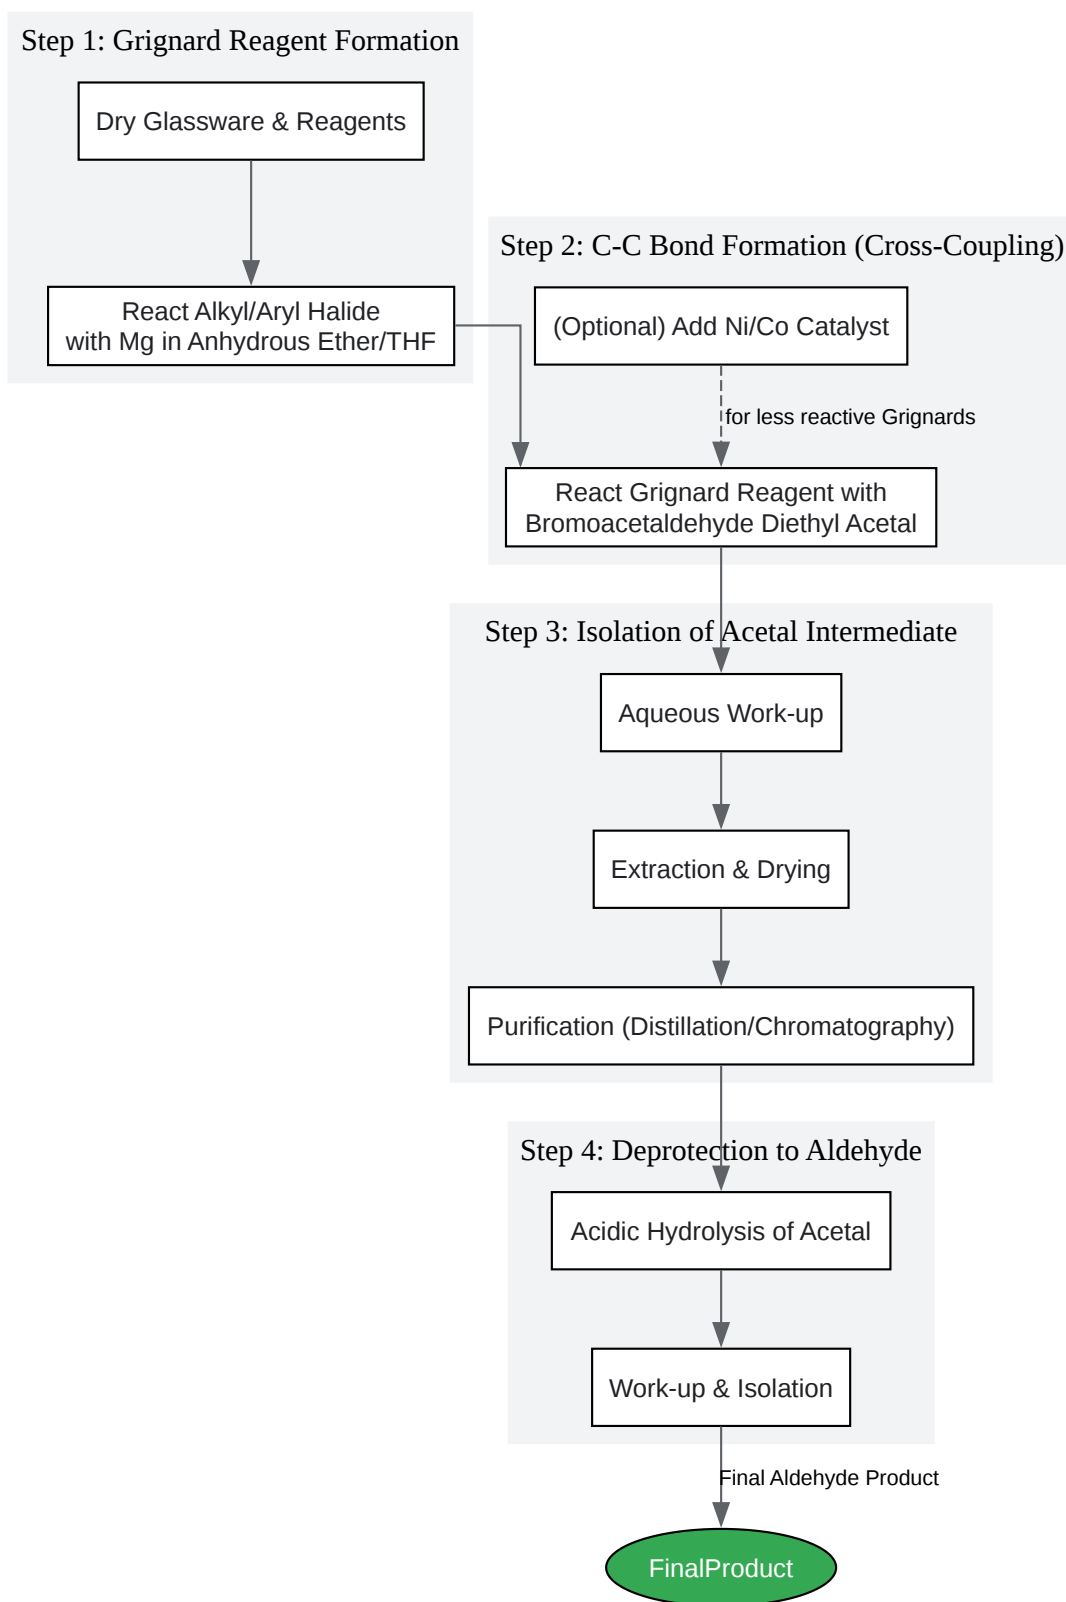 Step 1: Grignard Reagent Formation
Dry Glassware & Reagents
React Alkyl/Aryl Halide
with Mg in Anhydrous Ether/THF
Step 2: C-C Bond Formation (Cross-Coupling)
(Optional) Add Ni/Co Catalyst
for less reactive Grignards
React Grignard Reagent with
Bromoacetaldehyde Diethyl Acetal
Step 3: Isolation of Acetal Intermediate
Aqueous Work-up
Extraction & Drying
Purification (Distillation/Chromatography)
Step 4: Deprotection to Aldehyde
Acidic Hydrolysis of Acetal
Work-up & Isolation
Final Aldehyde Product
FinalProduct